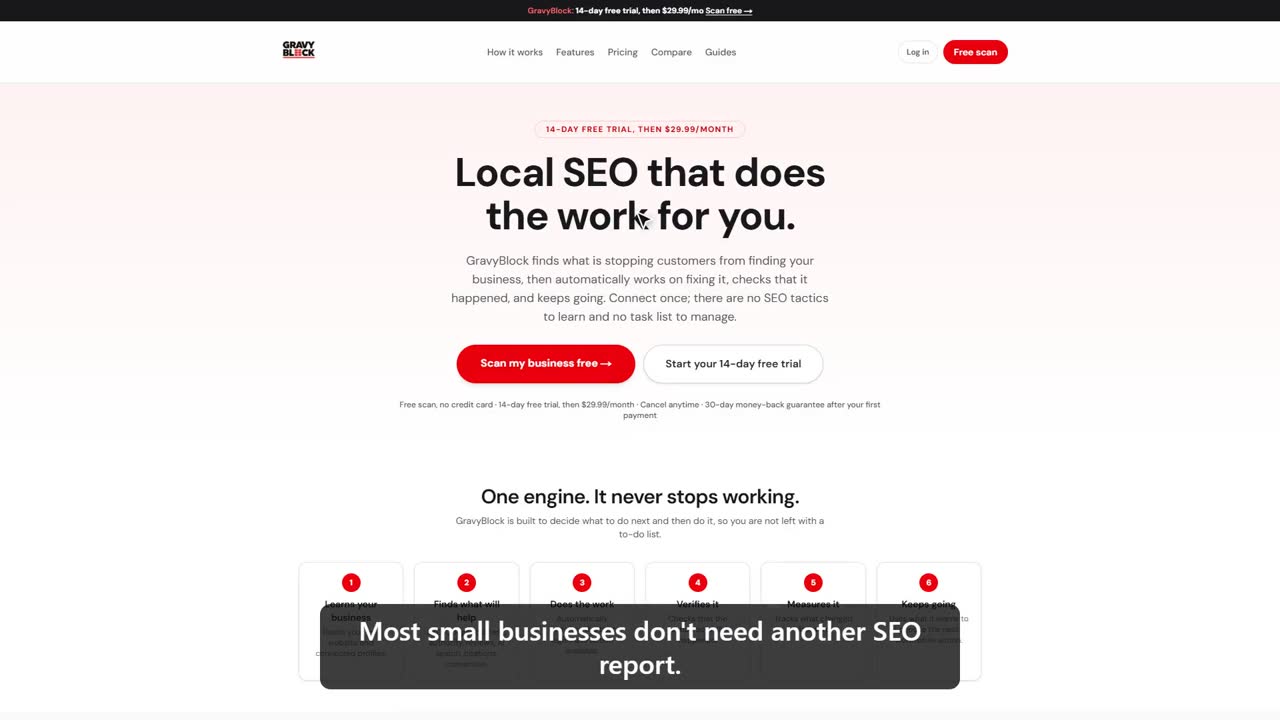 GravyBlock: 14-day free trial, then $29.99/mo Scan free →
GRAVY
BLOCK
How it works
Features
Pricing
Compare
Guides
Log in
Free scan
14-DAY FREE TRIAL, THEN $29.99/MONTH
Local SEO that does
the work for you.
GravyBlock finds what is stopping customers from finding your
business, then automatically works on fixing it, checks that it
happened, and keeps going. Connect once; there are no SEO tactics
to learn and no task list to manage.
Scan my business free →
Start your 14-day free trial
Free scan, no credit card · 14-day free trial, then $29.99/month · Cancel anytime · 30-day money-back guarantee after your first
payment
One engine. It never stops working.
GravyBlock is built to decide what to do next and then do it, so you are not left with a
to-do list.
1
Learns your
business
2
Finds what will
help
3
Does the work
4
Verifies it
5
Measures it
6
Keeps going
Most small businesses don't need another SEO
report.